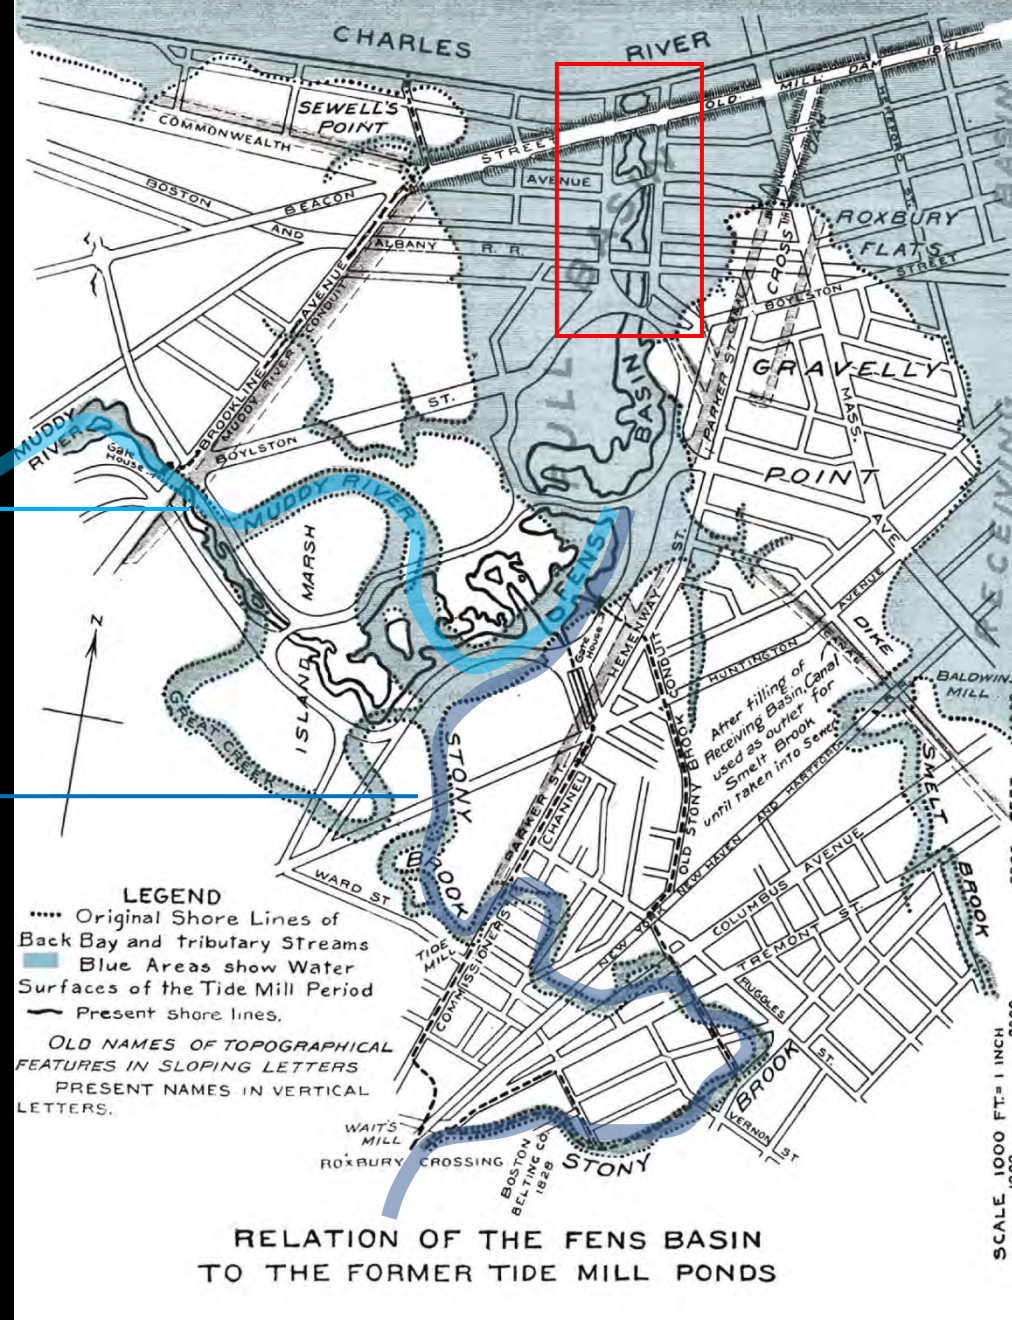 CHARLES RIVER
SEWELL'S
POINT
COMMONWEALTH
STREET
OLD MILL DAM 1821
HEREFORD ST.
BASIN
BOSTON
AND
ALBANY
R. R.
BEACON
AVENUE
ROXBURY
FLATS
STREET
CROSS
BOYLSTON
AVENUE
CONDUIT
FULL
BASIN
GRAVELLY
POINT
MASS.
AVE
RECEIVING
BROOKLINE
MUDDY RIVER
BOYLSTON
ST.
MUDDY
RIVER
Gate
House
MUDDY RIVER
MARSH
ISLAND
GREAT CREEK
FENS
Gate
House
HEMENWAY
ST.
CONDUIT
OLD STONY BROOK
HUNTINGTON
AVENUE
DIKE
CANAL
BALDWIN
MILL
After filling of
Receiving Basin, Canal
used as outlet for
Smelt Brook
until taken into Sewer
SMELT
BROOK
N
STONY
BROOK
PARKER ST.
CHANNEL
NEW HAVEN AND HARTFORD
COLUMBUS AVENUE
TREMONT ST.
NEW YORK
RUGGLES
ST.
WARD ST
TIDE
MILL
COMMISSIONERS
LEGEND
Original Shore Lines of
Back Bay and tributary Streams
Blue Areas show Water
Surfaces of the Tide Mill Period
Present shore lines.
OLD NAMES OF TOPOGRAPHICAL
FEATURES IN SLOPING LETTERS
PRESENT NAMES IN VERTICAL
LETTERS.
WAIT'S
MILL
ROXBURY CROSSING
BOSTON
BELTING CO.
1828
STONY
BROOK
VERNON ST
SCALE 1000 FT. = 1 INCH
RELATION OF THE FENS BASIN
TO THE FORMER TIDE MILL PONDS